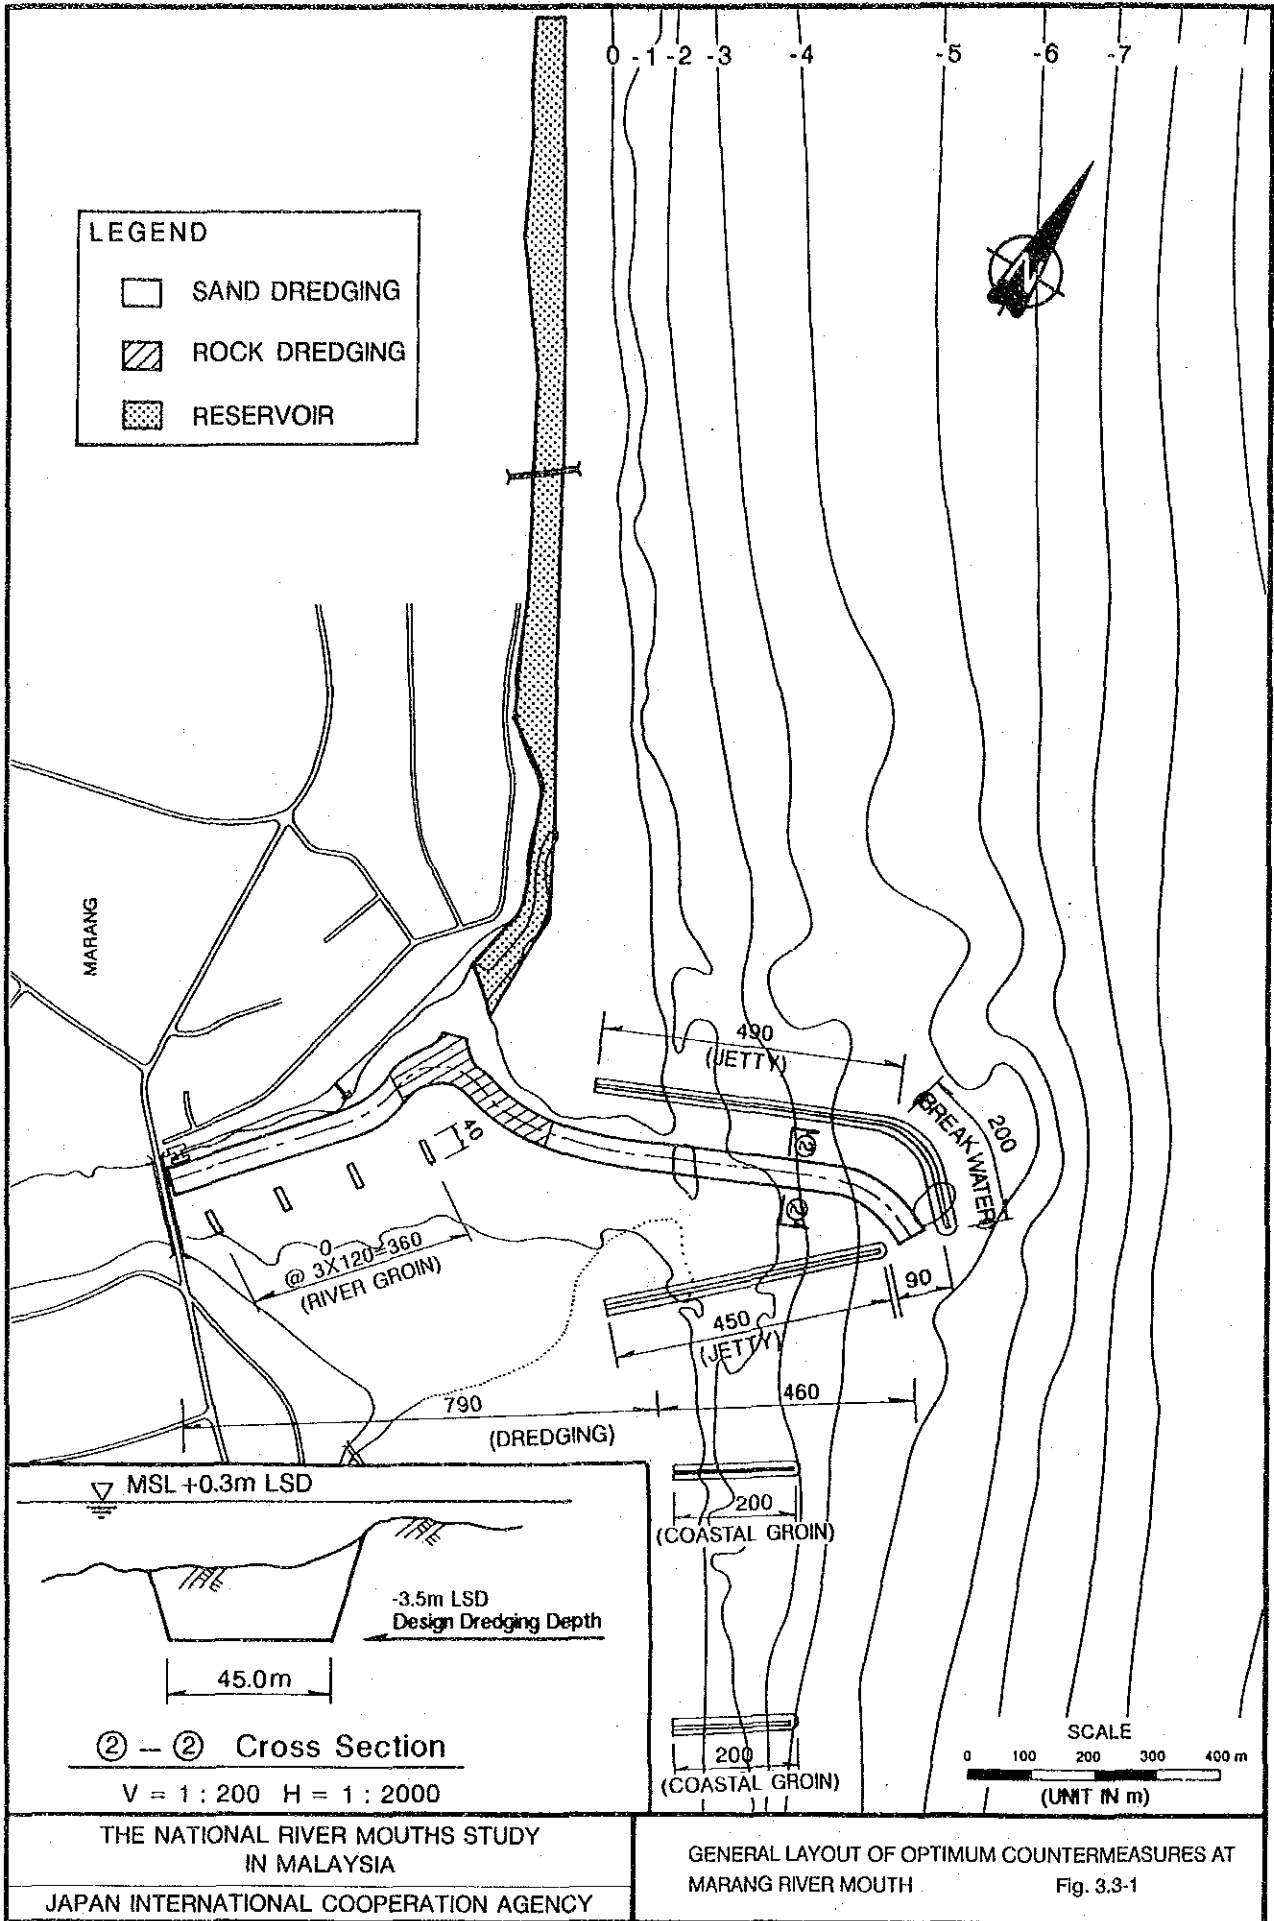 0 -1 -2 -3 -4 -5 -6 -7
N
LEGEND
SAND DREDGING
ROCK DREDGING
RESERVOIR
MARANG
490
(JETTY)
200
(BREAK WATER)
40
②
②
0
@ 3X120=360
(RIVER GROIN)
90
450
(JETTY)
790
460
(DREDGING)
MSL +0.3m LSD
200
(COASTAL GROIN)
-3.5m LSD
Design Dredging Depth
45.0m
② -- ② Cross Section
V = 1 : 200 H = 1 : 2000
200
(COASTAL GROIN)
SCALE
0 100 200 300 400 m
(UNIT IN m)
THE NATIONAL RIVER MOUTHS STUDY
IN MALAYSIA
JAPAN INTERNATIONAL COOPERATION AGENCY
GENERAL LAYOUT OF OPTIMUM COUNTERMEASURES AT
MARANG RIVER MOUTH Fig. 3.3-1